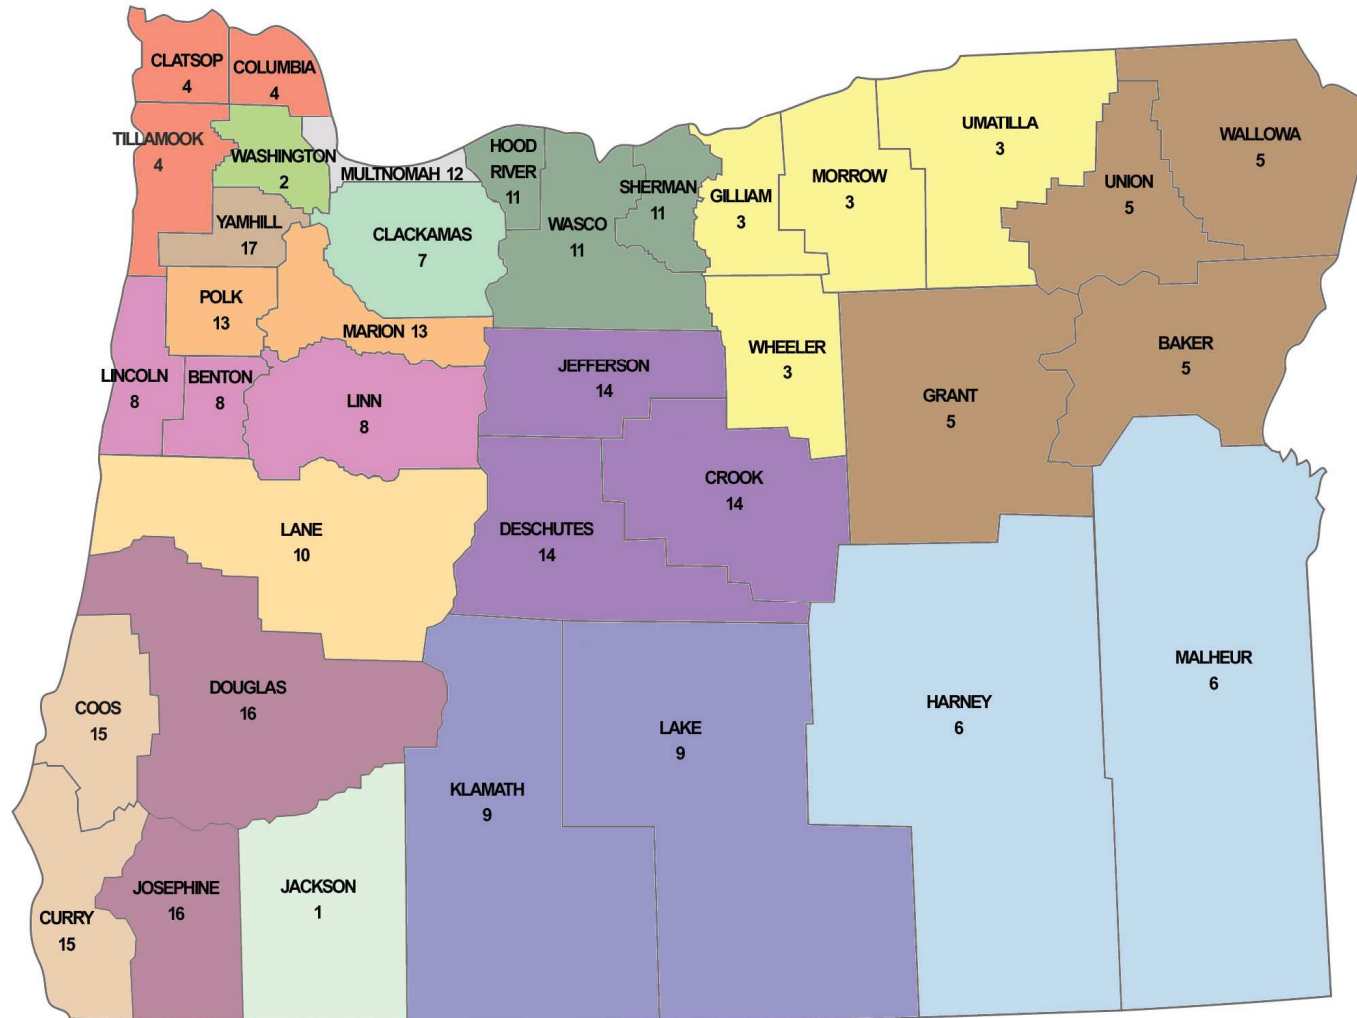 CLATSOP
4
COLUMBIA
4
TILLAMOOK
4
WASHINGTON
2
MULTNOMAH 12
HOOD
RIVER
11
WASCO
11
SHERMAN
11
GILLIAM
3
MORROW
3
UMATILLA
3
UNION
5
WALLOWA
5
YAMHILL
17
CLACKAMAS
7
POLK
13
MARION 13
LINCOLN
8
BENTON
8
LINN
8
JEFFERSON
14
WHEELER
3
GRANT
5
BAKER
5
LANE
10
DESCHUTES
14
CROOK
14
COOS
15
DOUGLAS
16
KLAMATH
9
LAKE
9
HARNEY
6
MALHEUR
6
CURRY
15
JOSEPHINE
16
JACKSON
1